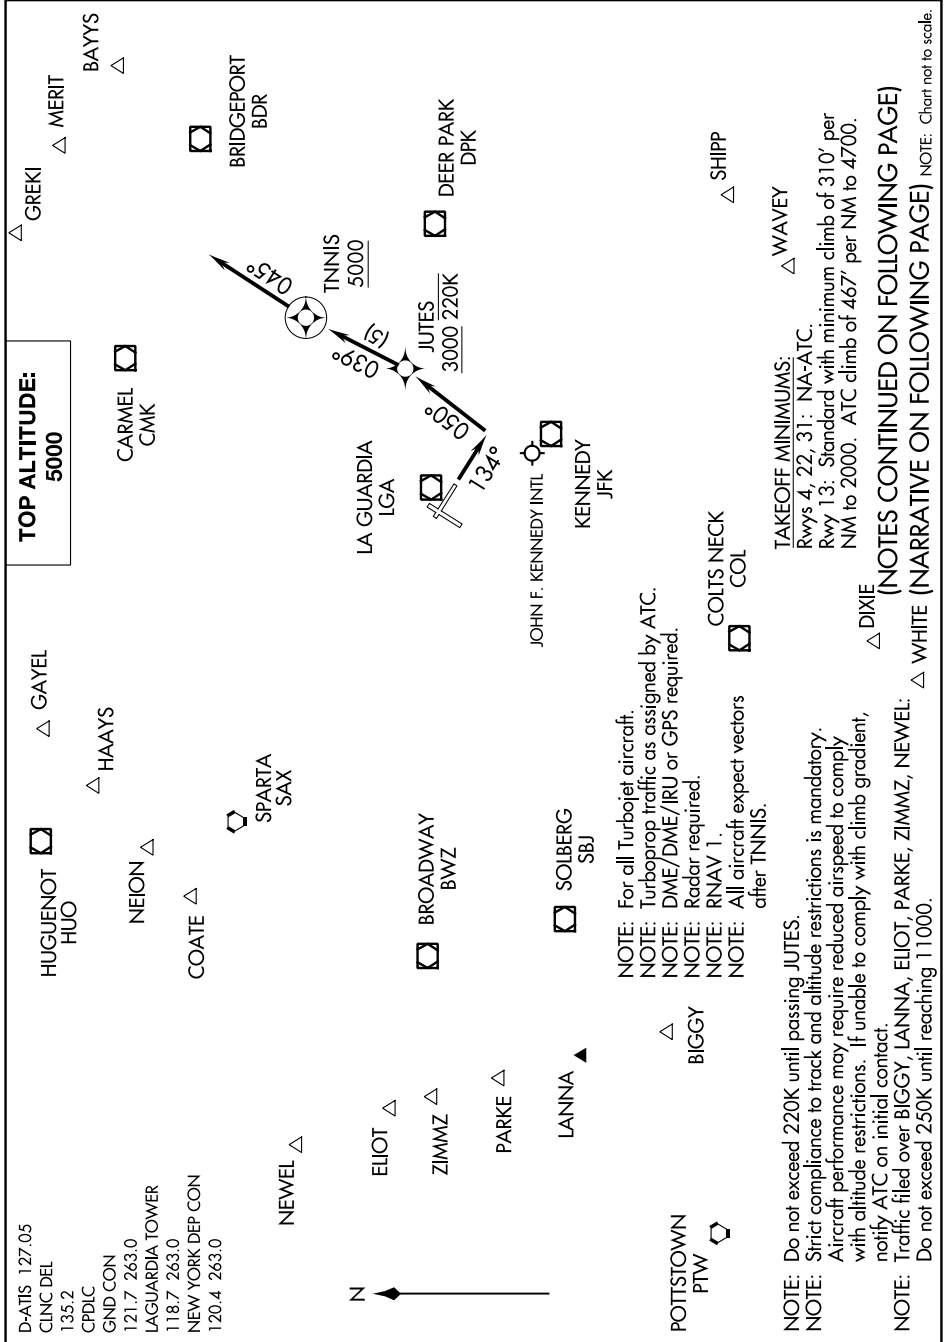 D-ATIS 127.05
CLNC DEL
135.2
CPDLC
GND CON
121.7 263.0
LAGUARDIA TOWER
118.7 263.0
NEW YORK DEP CON
120.4 263.0
TOP ALTITUDE:
5000
HUGUENOT
HUO
GAYEL
HAAYS
NEION
COATE
SPARTA
SAX
CARMEL
CMK
GREKI
MERIT
BAYYS
BRIDGEPORT
BDR
045°
TNNIS
5000
(5)
039°
JUTES
3000 220K
050°
134°
DEER PARK
DPK
LA GUARDIA
LGA
JOHN F. KENNEDY INTL
KENNEDY
JFK
NEWEL
ELIOT
ZIMMZ
PARKE
LANNA
BROADWAY
BWZ
SOLBERG
SBJ
N
POTTSTOWN
PTW
BIGGY
COLTS NECK
COL
DIXIE
WHITE
SHIPP
WAVEY
NOTE: For all Turbojet aircraft.
NOTE: Turboprop traffic as assigned by ATC.
NOTE: DME/DME/IRU or GPS required.
NOTE: Radar required.
NOTE: RNAV 1.
NOTE: All aircraft expect vectors
after TNNIS.
NOTE: Do not exceed 220K until passing JUTES.
NOTE: Strict compliance to track and altitude restrictions is mandatory.
Aircraft performance may require reduced airspeed to comply
with altitude restrictions. If unable to comply with climb gradient,
notify ATC on initial contact.
NOTE: Traffic filed over BIGGY, LANNA, ELIOT, PARKE, ZIMMZ, NEWEL:
Do not exceed 250K until reaching 11000.
TAKEOFF MINIMUMS:
Rwys 4, 22, 31: NA-ATC.
Rwy 13: Standard with minimum climb of 310' per
NM to 2000. ATC climb of 467' per NM to 4700.
(NOTES CONTINUED ON FOLLOWING PAGE)
(NARRATIVE ON FOLLOWING PAGE)
NOTE: Chart not to scale.